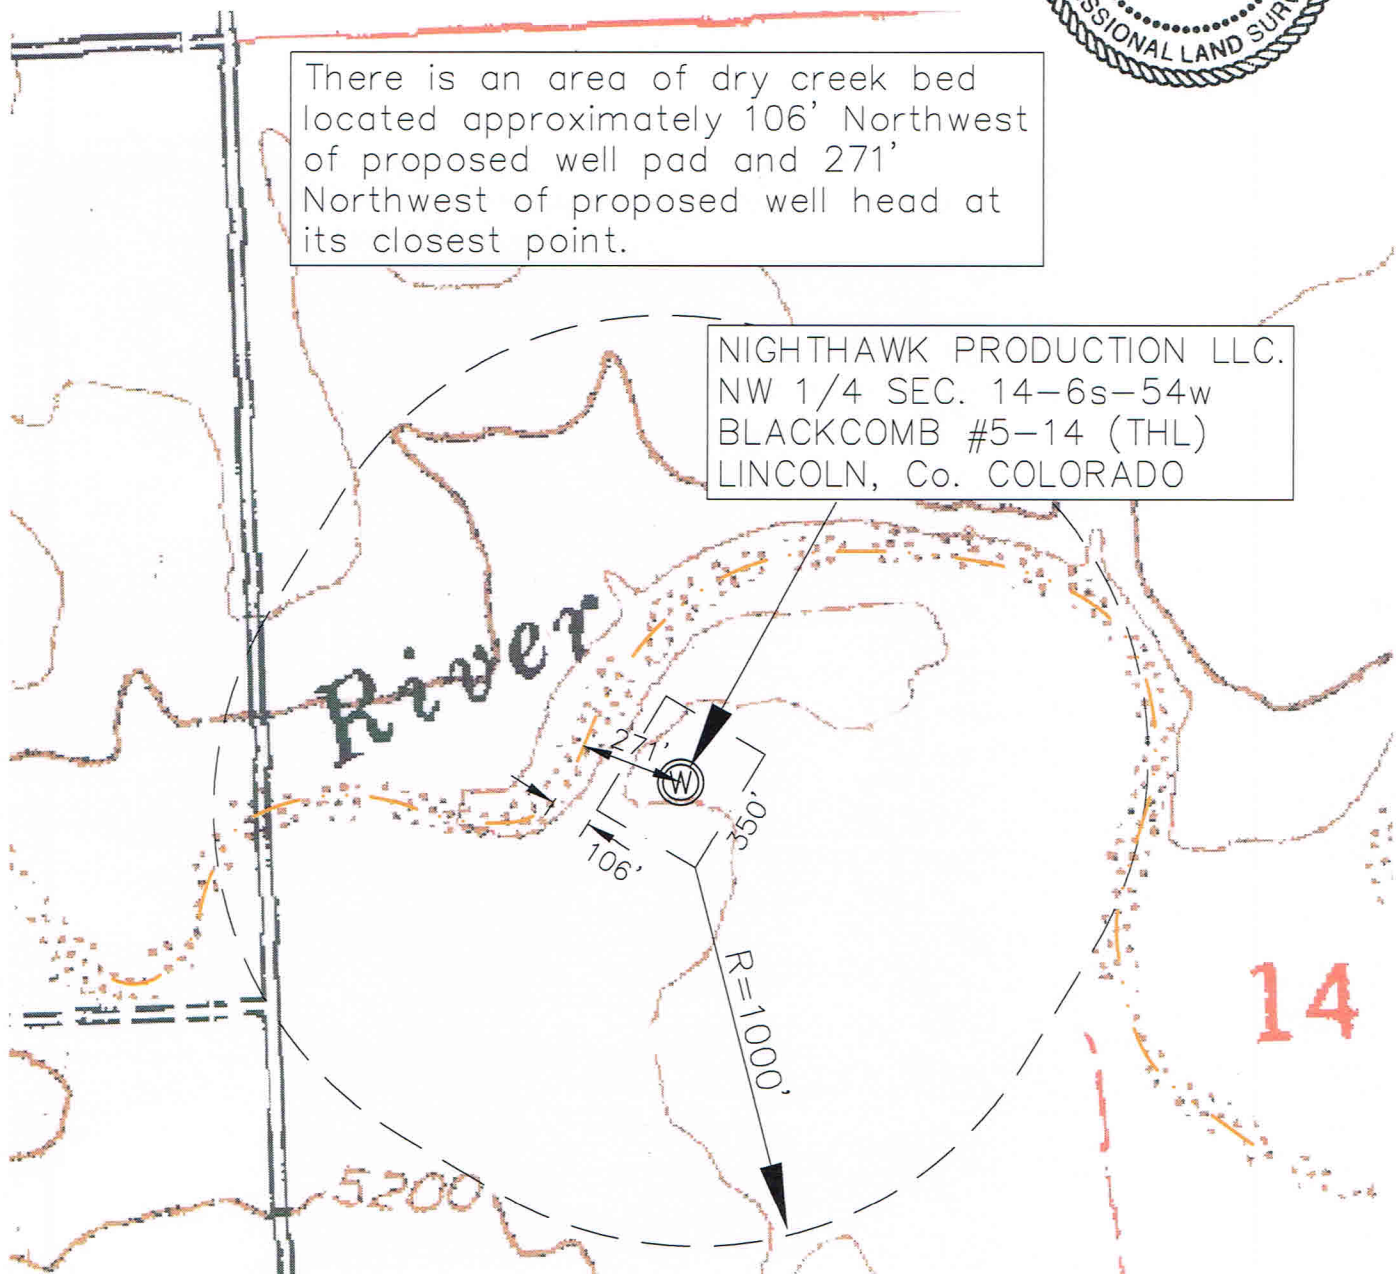 SSIONAL LAND SURV
There is an area of dry creek bed
located approximately 106' Northwest
of proposed well pad and 271'
Northwest of proposed well head at
its closest point.
NIGHTHAWK PRODUCTION LLC.
NW 1/4 SEC. 14-6s-54w
BLACKCOMB #5-14 (THL)
LINCOLN, Co. COLORADO
River
271'
W
350'
106'
R=1000'
14
5200